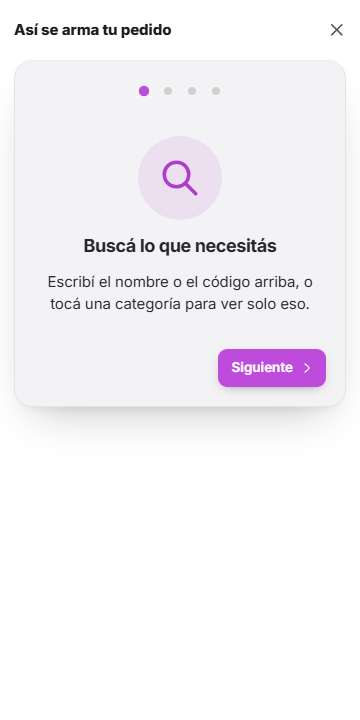 Así se arma tu pedido
Buscá lo que necesitás
Escribí el nombre o el código arriba, o
tocá una categoría para ver solo eso.
Siguiente